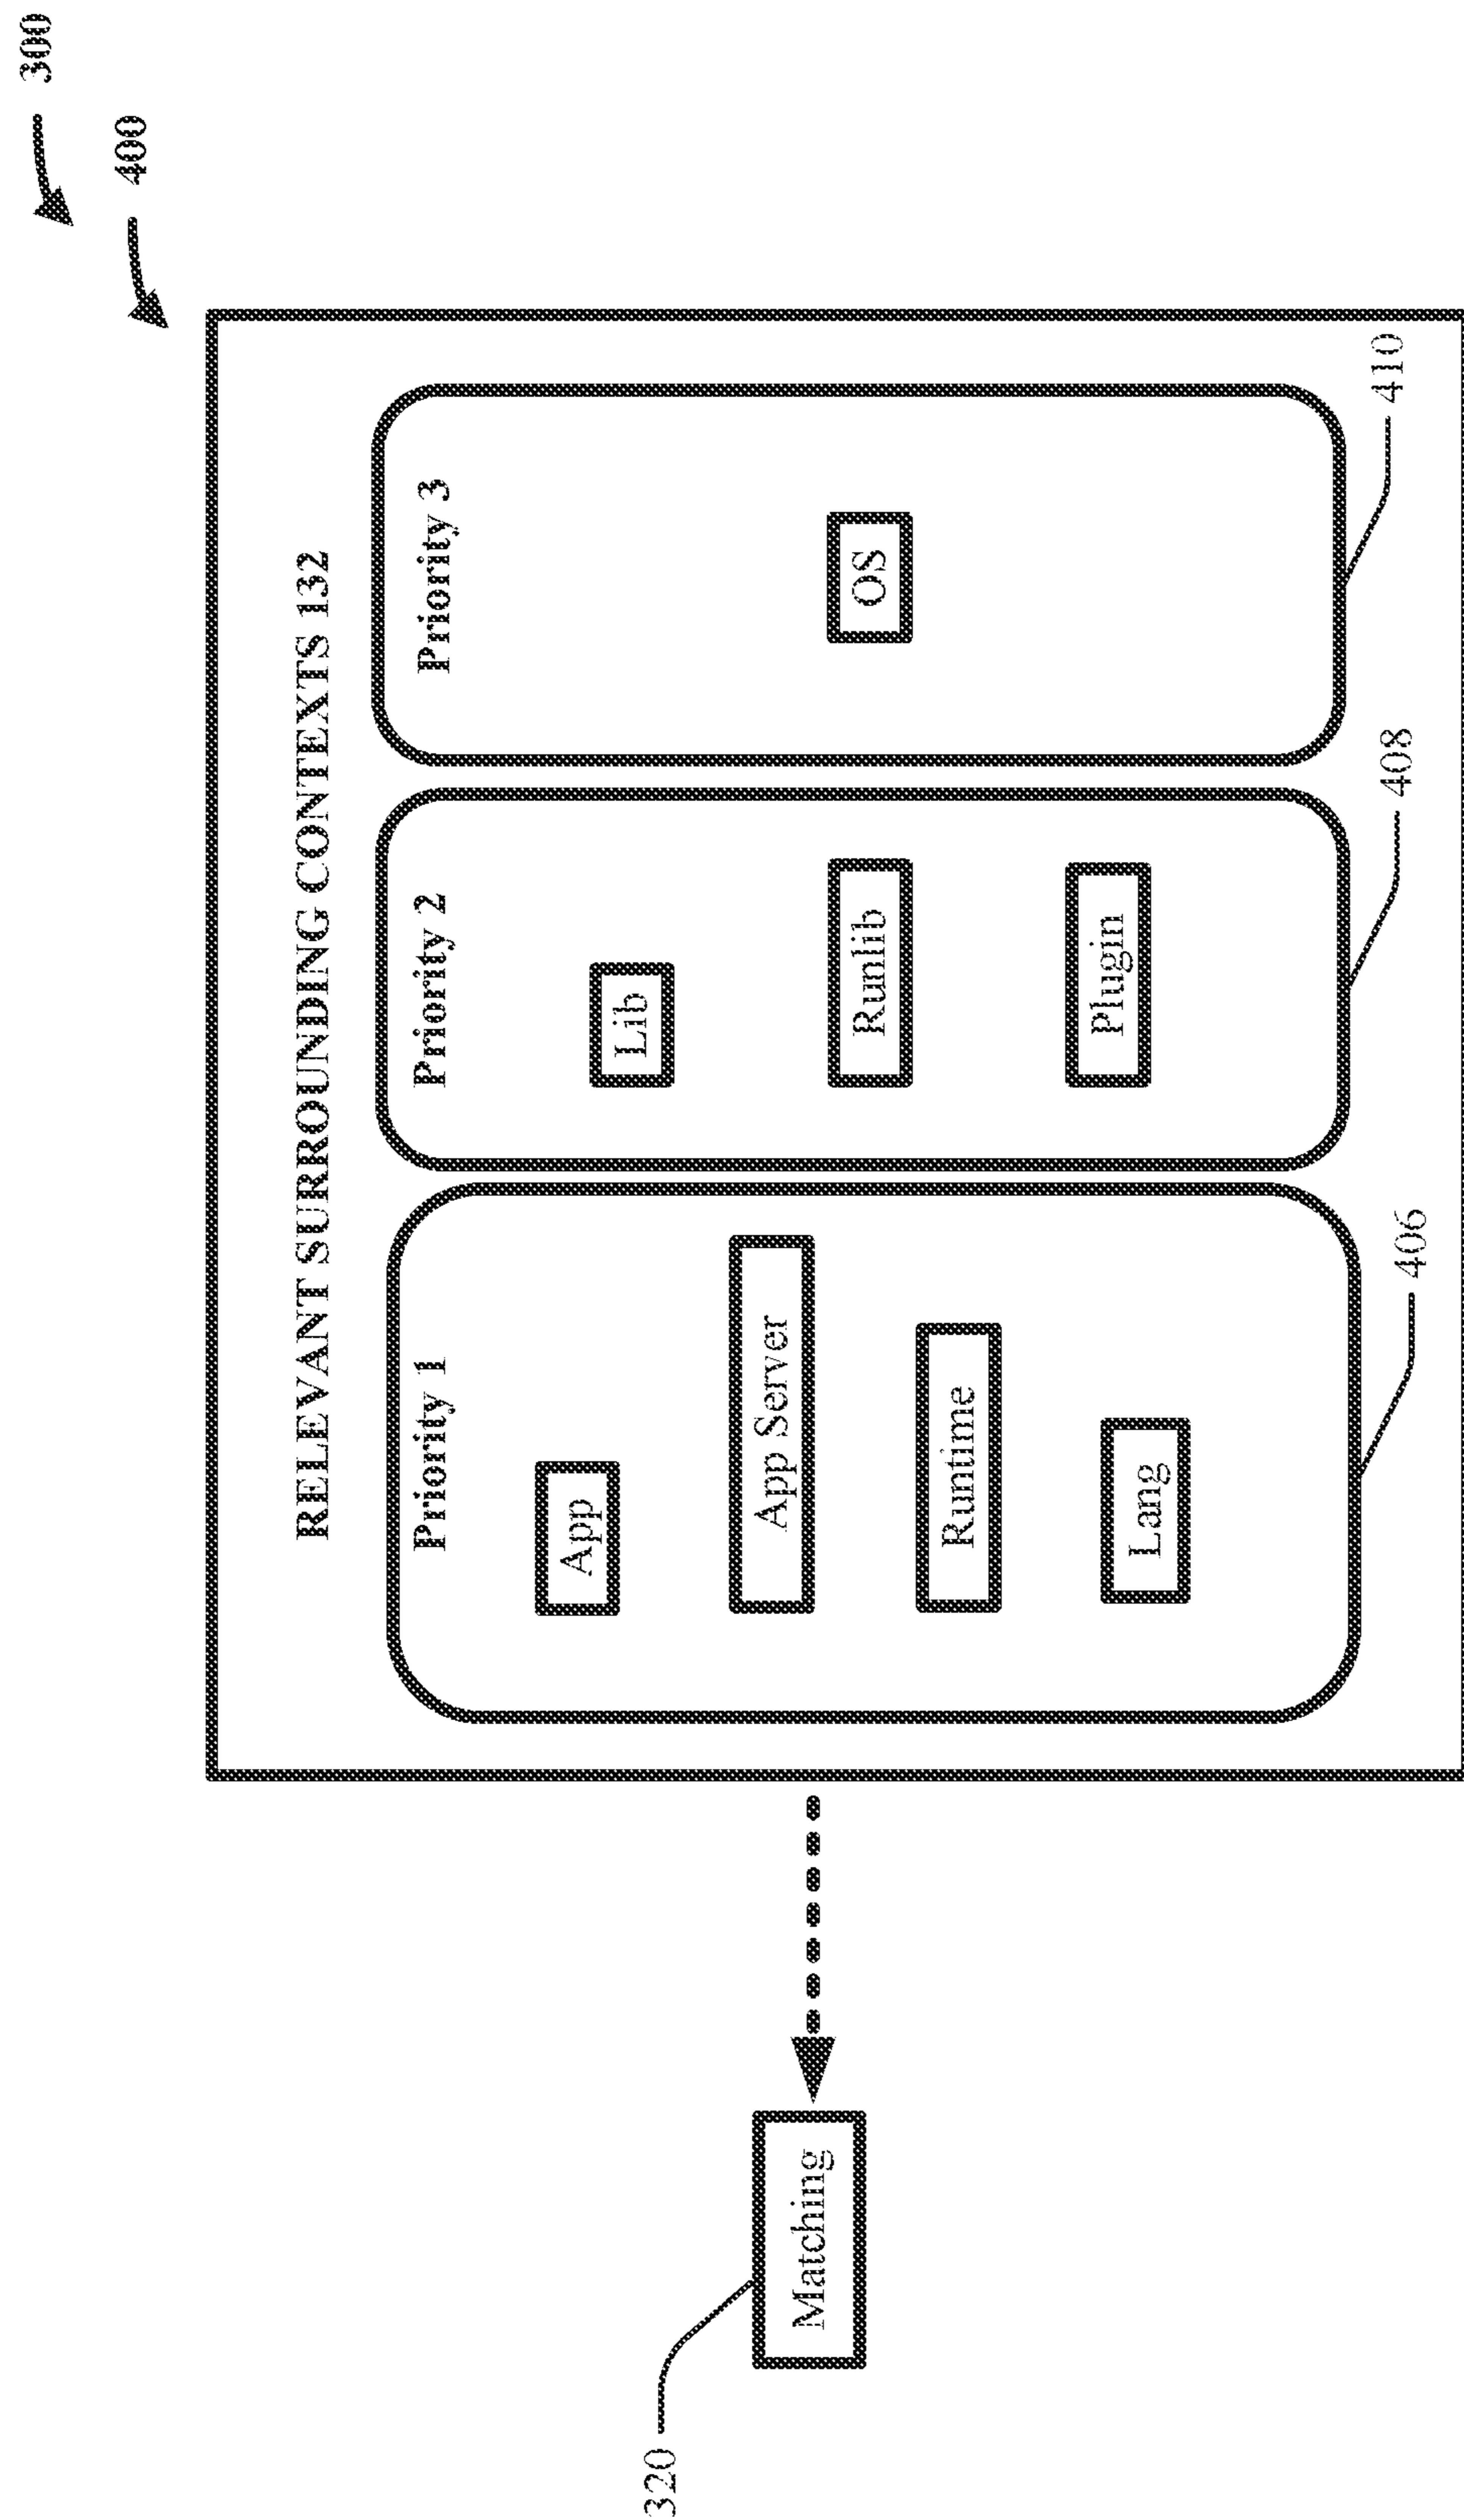 300
400
RELEVANT SURROUNDING CONTEXTS 132
Priority 1
App
App Server
Runtime
Lang
406
Priority 2
Lib
Runlib
Plugin
408
Priority 3
OS
410
320
Matching